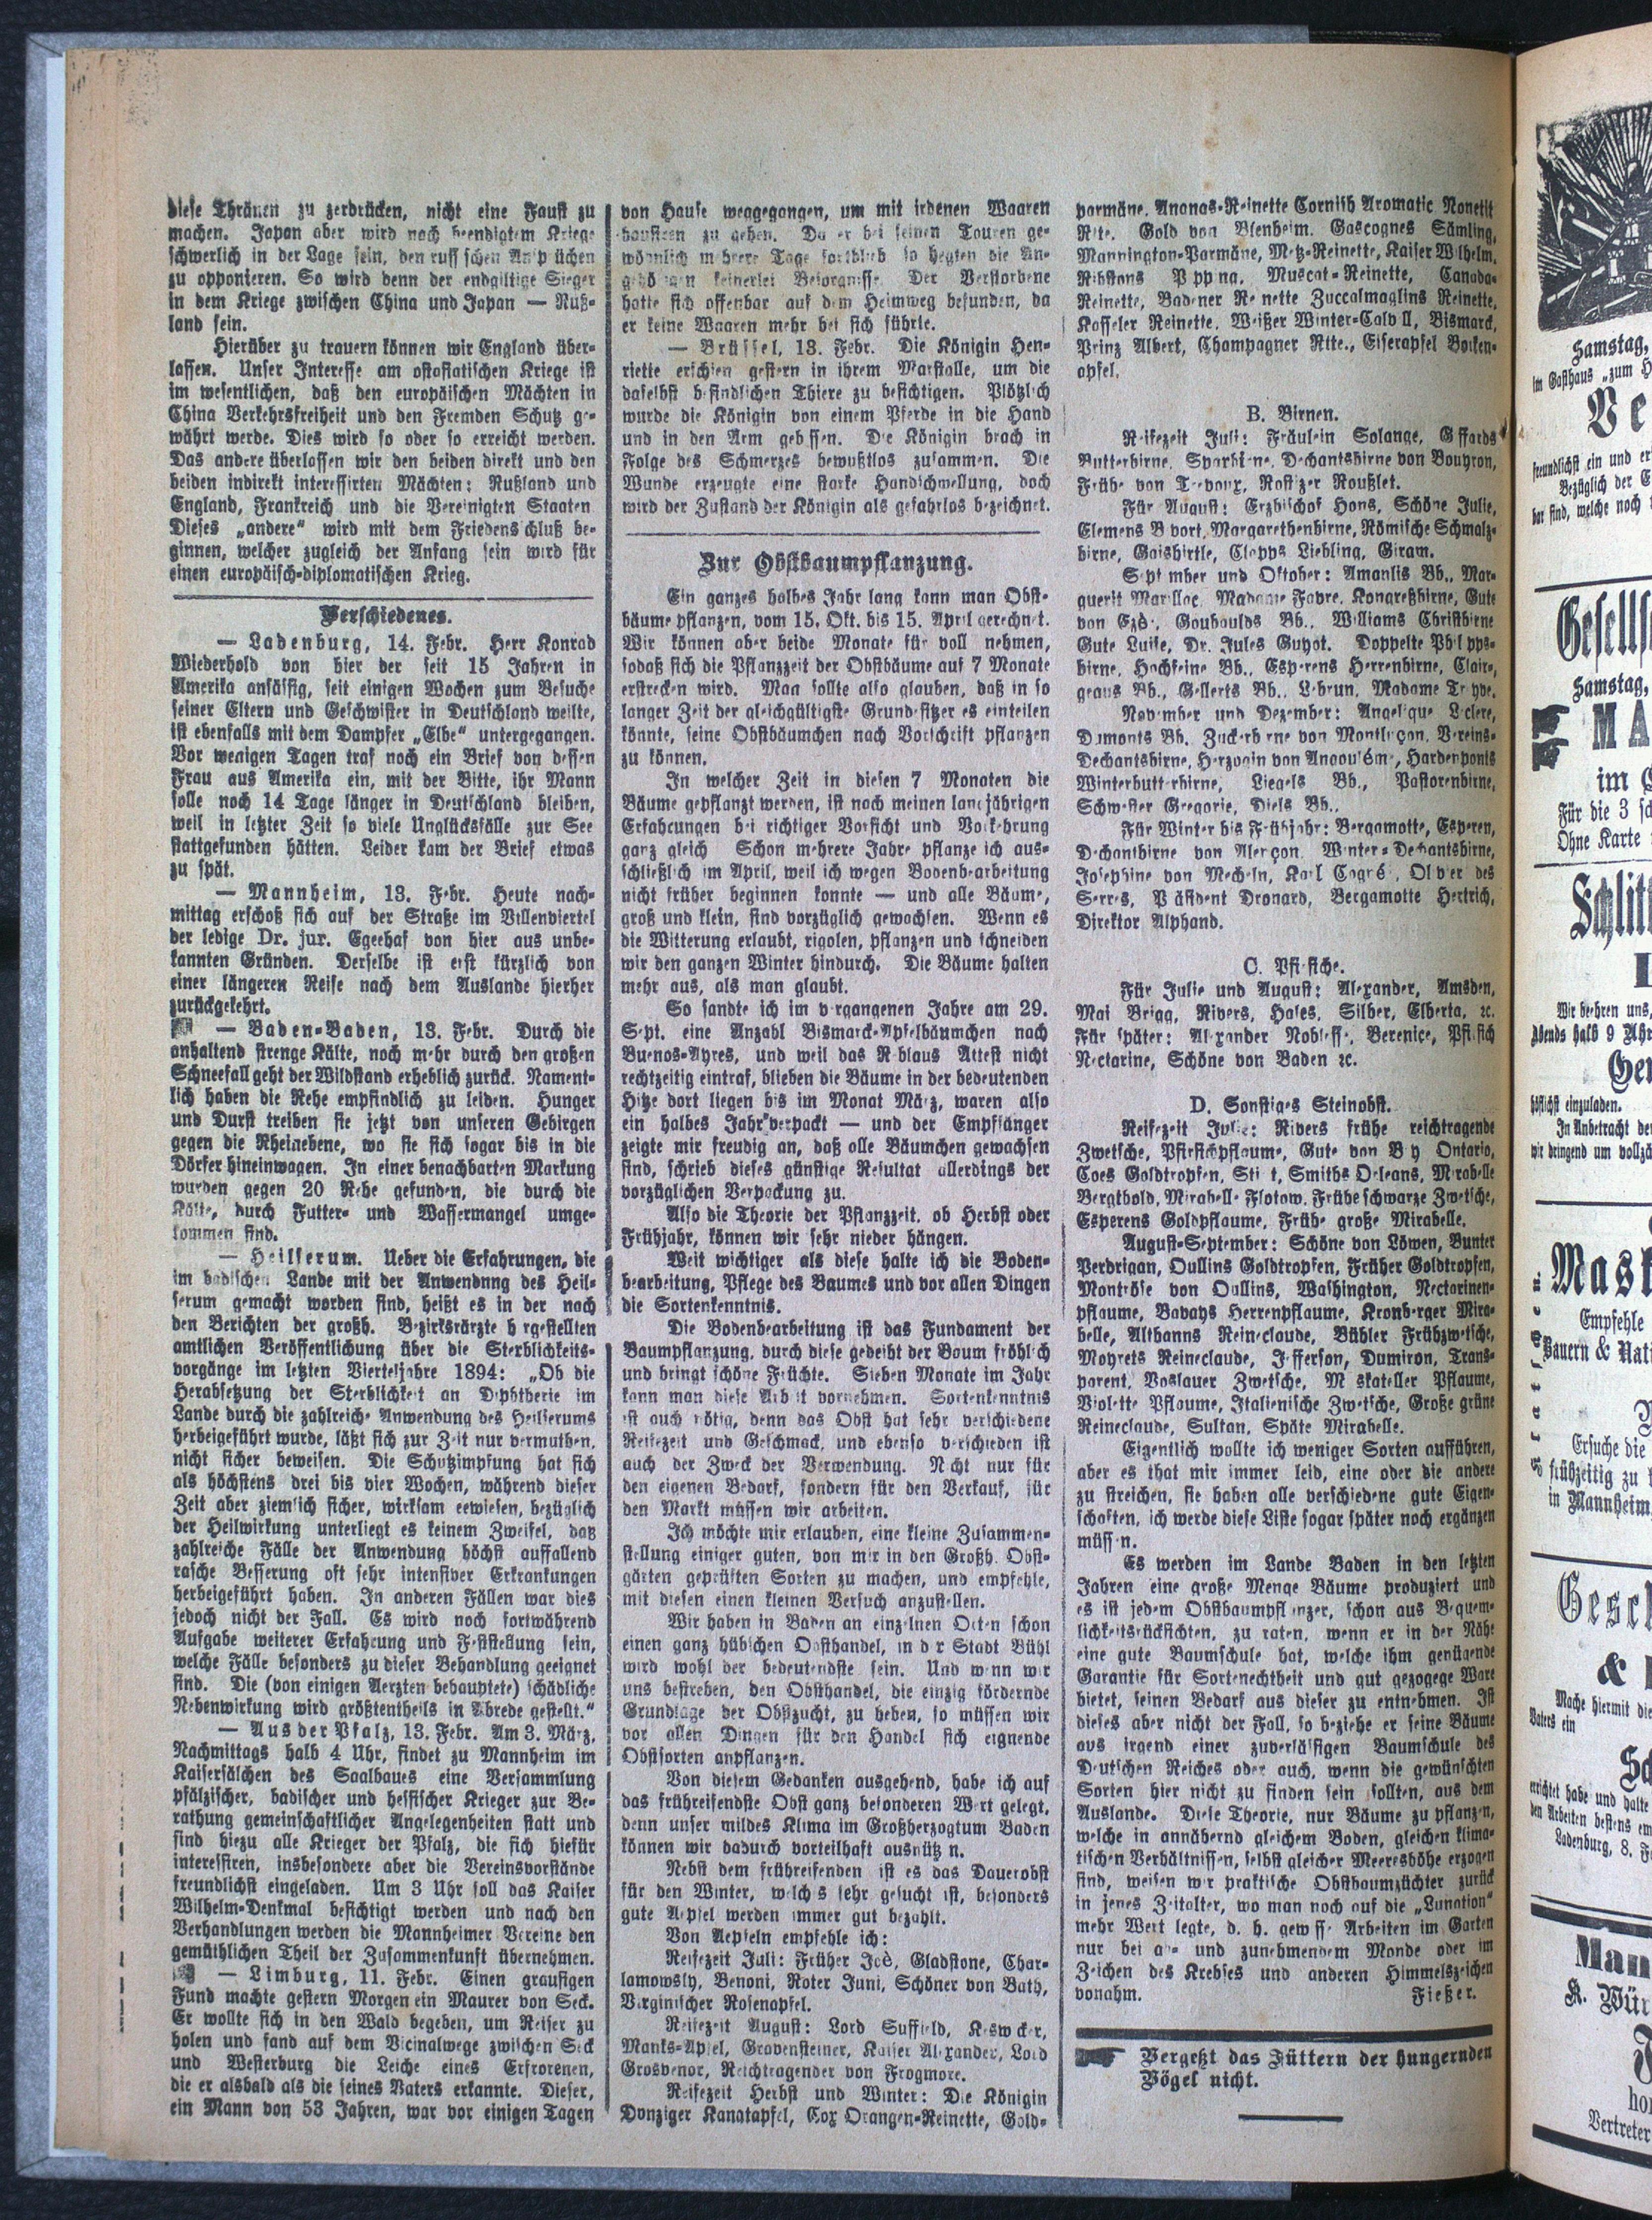 diese Thränen zu zerdrücken, nicht eine Faust zu
machen. Japan aber wird nach beendigtem Kriege
schwerlich in der Lage sein, den russischen Ansprüchen
zu opponieren. So wird denn der endgiltige Sieger
in dem Kriege zwischen China und Japan — Ruß-
land sein.
Hierüber zu trauern können wir England über-
lassen. Unser Interesse am ostasiatischen Kriege ist
im wesentlichen, daß den europäischen Mächten in
China Verkehrsfreiheit und den Fremden Schutz ge-
währt werde. Dies wird so oder so erreicht werden.
Das andere überlassen wir den beiden direkt und den
beiden indirekt interessirten Mächten: Rußland und
England, Frankreich und die Vereinigten Staaten
Dieses „andere“ wird mit dem Friedensschluß be-
ginnen, welcher zugleich der Anfang sein wird für
einen europäisch-diplomatischen Krieg.
Verschiedenes.
— Ladenburg, 14. Febr. Herr Konrad
Wiederhold von hier der seit 15 Jahren in
Amerika ansässig, seit einigen Wochen zum Besuche
seiner Eltern und Geschwister in Deutschland weilte,
ist ebenfalls mit dem Dampfer „Elbe“ untergegangen.
Vor wenigen Tagen traf noch ein Brief von dessen
Frau aus Amerika ein, mit der Bitte, ihr Mann
solle noch 14 Tage länger in Deutschland bleiben,
weil in letzter Zeit so viele Unglücksfälle zur See
stattgefunden hätten. Leider kam der Brief etwas
zu spät.
— Mannheim, 13. Febr. Heute nach-
mittag erschoß sich auf der Straße im Villenviertel
der ledige Dr. jur. Egeehaf von hier aus unbe-
kannten Gründen. Derselbe ist erst kürzlich von
einer längeren Reise nach dem Auslande hierher
zurückgekehrt.
— Baden-Baden, 13. Febr. Durch die
anhaltend strenge Kälte, noch mehr durch den großen
Schneefall geht der Wildstand erheblich zurück. Nament-
lich haben die Rehe empfindlich zu leiden. Hunger
und Durst treiben sie jetzt von unseren Gebirgen
gegen die Rheinebene, wo sie sich sogar bis in die
Dörfer hineinwagen. In einer benachbarten Markung
wurden gegen 20 Rehe gefunden, die durch die
Kälte, durch Futter- und Wassermangel umge-
kommen sind.
— Heilserum. Ueber die Erfahrungen, die
im badischen Lande mit der Anwendnng des Heil-
serum gemacht worden sind, heißt es in der nach
den Berichten der großh. Bezirksärzte hergestellten
amtlichen Veröffentlichung über die Sterblichkeits-
vorgänge im letzten Vierteljahre 1894: „Ob die
Herabsetzung der Sterblichkeit an Diphtherie im
Lande durch die zahlreiche Anwendung des Heilserums
herbeigeführt wurde, läßt sich zur Zeit nur vermuthen,
nicht sicher beweisen. Die Schutzimpfung hat sich
als höchstens drei bis vier Wochen, während dieser
Zeit aber ziemlich sicher, wirksam eewiesen, bezüglich
der Heilwirkung unterliegt es keinem Zweifel, daß
zahlreiche Fälle der Anwendung höchst auffallend
rasche Besserung oft sehr intensiver Erkrankungen
herbeigeführt haben. In anderen Fällen war dies
jedoch nicht der Fall. Es wird noch fortwährend
Aufgabe weiterer Erfahrung und Feststellung sein,
welche Fälle besonders zu dieser Behandlung geeignet
sind. Die (von einigen Aerzten behauptete) schädliche
Nebenwirkung wird größtentheils in Abrede gestellt.“
— Aus der Pfalz, 13. Febr. Am 3. März,
Nachmittags halb 4 Uhr, findet zu Mannheim im
Kaisersälchen des Saalbaues eine Versammlung
pfälzischer, badischer und hessischer Krieger zur Be-
rathung gemeinschaftlicher Angelegenheiten statt und
sind hiezu alle Krieger der Pfalz, die sich hiefür
interessiren, insbesondere aber die Vereinsvorstände
freundlichst eingeladen. Um 3 Uhr soll das Kaiser
Wilhelm-Denkmal besichtigt werden und nach den
Verhandlungen werden die Mannheimer Vereine den
gemüthlichen Theil der Zusammenkunft übernehmen.
— Limburg, 11. Febr. Einen grausigen
Fund machte gestern Morgen ein Maurer von Seck.
Er wollte sich in den Wald begeben, um Reiser zu
holen und fand auf dem Vicinalwege zwischen Seck
und Westerburg die Leiche eines Erfrorenen,
die er alsbald als die seines Vaters erkannte. Dieser,
ein Mann von 53 Jahren, war vor einigen Tagen
von Hause weggegangen, um mit irdenen Waaren
hausiren zu gehen. Da er bei seinen Touren ge-
wöhnlich mehrere Tage fortblieb so hegten die An-
gehörigen keinerlei Besorgnisse. Der Verstorbene
hatte sich offenbar auf dem Heimweg befunden, da
er keine Waaren mehr bei sich führte.
— Brüssel, 13. Febr. Die Königin Hen-
riette erschien gestern in ihrem Marstalle, um die
daselbst befindlichen Thiere zu besichtigen. Plötzlich
wurde die Königin von einem Pferde in die Hand
und in den Arm gebissen. Die Königin brach in
Folge des Schmerzes bewußtlos zusammen. Die
Wunde erzeugte eine starke Handschwellung, doch
wird der Zustand der Königin als gefahrlos bezeichnet.
Zur Obstbaumpflanzung.
Ein ganzes halbes Jahr lang kann man Obst-
bäume pflanzen, vom 15. Okt. bis 15. April gerechnet.
Wir können aber beide Monate für voll nehmen,
sodaß sich die Pflanzzeit der Obstbäume auf 7 Monate
erstrecken wird. Man sollte also glauben, daß in so
langer Zeit der gleichgültigste Grundbesitzer es einteilen
könnte, seine Obstbäumchen nach Vorschrift pflanzen
zu können.
In welcher Zeit in diesen 7 Monaten die
Bäume gepflanzt werden, ist nach meinen langjährigen
Erfahrungen bei richtiger Vorsicht und Vorkehrung
ganz gleich Schon mehrere Jahre pflanze ich aus-
schließlich im April, weil ich wegen Bodenbearbeitung
nicht früher beginnen konnte — und alle Bäume,
groß und klein, sind vorzüglich gewachsen. Wenn es
die Witterung erlaubt, rigolen, pflanzen und schneiden
wir den ganzen Winter hindurch. Die Bäume halten
mehr aus, als man glaubt.
So sandte ich im vergangenen Jahre am 29.
Sept. eine Anzahl Bismarck-Apfelbäumchen nach
Buenos-Ayres, und weil das Reblaus Attest nicht
rechtzeitig eintraf, blieben die Bäume in der bedeutenden
Hitze dort liegen bis im Monat März, waren also
ein halbes Jahr verpackt — und der Empfänger
zeigte mir freudig an, daß alle Bäumchen gewachsen
sind, schrieb dieses günstige Resultat allerdings der
vorzüglichen Verpackung zu.
Also die Theorie der Pflanzzeit, ob Herbst oder
Frühjahr, können wir sehr nieder hängen.
Weit wichtiger als diese halte ich die Boden-
bearbeitung, Pflege des Baumes und vor allen Dingen
die Sortenkenntnis.
Die Bodenbearbeitung ist das Fundament der
Baumpflanzung, durch diese gedeiht der Baum fröhlich
und bringt schöne Früchte. Sieben Monate im Jahr
kann man diese Arbeit vornehmen. Sortenkenntnis
ist auch nötig, denn das Obst hat sehr verschiedene
Reifezeit und Geschmack, und ebenso verschieden ist
auch der Zweck der Verwendung. Nicht nur für
den eigenen Bedarf, sondern für den Verkauf, für
den Markt müssen wir arbeiten.
Ich möchte mir erlauben, eine kleine Zusammen-
stellung einiger guten, von mir in den Großh. Obst-
gärten geprüften Sorten zu machen, und empfehle,
mit diesen einen kleinen Versuch anzustellen.
Wir haben in Baden an einzelnen Orten schon
einen ganz hübschen Obsthandel, in der Stadt Bühl
wird wohl der bedeutendste sein. Und wenn wir
uns bestreben, den Obsthandel, die einzig fördernde
Grundlage der Obstzucht, zu heben, so müssen wir
vor allen Dingen für den Handel sich eignende
Obstsorten anpflanzen.
Von diesem Gedanken ausgehend, habe ich auf
das frühreifendste Obst ganz besonderen Wert gelegt,
denn unser mildes Klima im Großherzogtum Baden
können wir dadurch vorteilhaft ausnützen.
Nebst dem frühreifenden ist es das Dauerobst
für den Winter, welches sehr gesucht ist, besonders
gute Aepfel werden immer gut bezahlt.
Von Aepfeln empfehle ich:
Reifezeit Juli: Früher Joè, Gladstone, Char-
lamowsky, Benoni, Roter Juni, Schöner von Bath,
Virginischer Rosenapfel.
Reifezeit August: Lord Suffield, Keswicker,
Manks-Apfel, Gravensteiner, Kaiser Alexander, Lord
Grosvenor, Reichtragender von Frogmore.
Reifezeit Herbst und Winter: Die Königin
Danziger Kanatapfel, Cox Orangen-Reinette, Gold-
parmäne, Ananas-Reinette Cornish Aromatic Nonetit
Rtte. Gold von Blenheim. Gascognes Sämling,
Mannington-Parmäne, Metz-Reinette, Kaiser Wilhelm,
Ribstons Pepping, Muscat-Reinette, Canada-
Reinette, Badener Reinette Zuccalmaglins Reinette,
Kasseler Reinette, Weißer Winter-Calvill, Bismarck,
Prinz Albert, Champagner Rtte., Eiserapfel Boiken-
apfel.
B. Birnen.
Reifezeit Juli: Fräulein Solange, Giffards
Butterbirne, Sparbirne, Dechantsbirne von Bouyron,
Frühe von Trevoux, Rostizer Roußlet.
Für August: Erzbischof Hons, Schöne Julie,
Clemens Bivort, Margarethenbirne, Römische Schmalz-
birne, Gaishirtle, Clapps Liebling, Giram.
September und Oktober: Amanlis Bb., Mar-
guerit Marillac, Madame Favre, Kongreßbirne, Gute
von Ezè, Goubaulds Bb., Williams Christbirne
Gute Luise, Dr. Jules Guyot. Doppelte Philipps-
birne, Hochfeine Bb., Esperens Herrenbirne, Clair-
geaus Bb., Gellerts Bb., Lebrun, Madame Treyve.
November und Dezember: Angelique Leclere,
Dumonts Bb. Zuckerbirne von Montlucon, Vereins-
Dechantsbirne, Herzogin von Angoulême, Hardenponts
Winterbutterbirne, Liegels Bb., Pastorenbirne,
Schwester Gregorie, Diels Bb..
Für Winter bis Frühjahr: Bergamotte, Esperen,
Dechantbirne von Alençon, Winter-Dechantsbirne,
Josephine von Mecheln, Karl Cogné, Olivier des
Serres, Präsident Dronard, Bergamotte Hertrich,
Direktor Alphand.
C. Pfirsiche.
Für Julie und August: Alexander, Amsden,
Mai Brigg, Rivers, Hales, Silber, Elberta, ꝛc.
Für später: Alexander Nobleff, Berenice, Pfirsich
Nectarine, Schöne von Baden ꝛc.
D. Sonstiges Steinobst.
Reifezeit Julie: Rivers frühe reichtragende
Zwetsche, Pfirsichpflaume, Gute von Bry Ontario,
Coes Goldtropfen, Smiths Orleans, Mirabelle
Bergthold, Mirabelle Flotow, Frühe schwarze Zwetsche,
Esperens Goldpflaume, Frühe große Mirabelle.
August-September: Schöne von Löwen, Bunter
Perdrigan, Oullins Goldtropfen, Früher Goldtropfen,
Montröse von Oullins, Washington, Nectarinen-
pflaume, Bavays Herrenpflaume, Kronberger Mira-
belle, Althanns Reineclaude, Bühler Frühzwetsche,
Moyrets Reineclaude, Jefferson, Dumiron, Trans-
parent, Voslauer Zwetsche, Muskateller Pflaume,
Violette Pflaume, Italienische Zwetsche, Große grüne
Reineclaude, Sultan, Späte Mirabelle.
Eigentlich wollte ich weniger Sorten aufführen,
aber es that mir immer leid, eine oder die andere
zu streichen, sie haben alle verschiedene gute Eigen-
schaften, ich werde diese Liste sogar später noch ergänzen
müssen.
Es werden im Lande Baden in den letzten
Jahren eine große Menge Bäume produziert und
es ist jedem Obstbaumpflanzer, schon aus Bequem-
lichkeitsrücksichten, zu raten, wenn er in der Nähe
eine gute Baumschule hat, welche ihm genügende
Garantie für Sortenechtheit und gut gezogege Ware
bietet, seinen Bedarf aus dieser zu entnehmen. Ist
dieses aber nicht der Fall, so beziehe er seine Bäume
aus irgend einer zuverlässigen Baumschule des
Deutschen Reiches oder auch, wenn die gewünschten
Sorten hier nicht zu finden sein sollten, aus dem
Auslande. Diese Theorie, nur Bäume zu pflanzen,
welche in annähernd gleichem Boden, gleichen klima-
tischen Verhältnissen, selbst gleicher Meereshöhe erzogen
sind, weisen wir praktische Obstbaumzüchter zurück
in jenes Zeitalter, wo man noch auf die „Lunation“
mehr Wert legte, d. h. gewisse Arbeiten im Garten
nur bei ab- und zunehmendem Monde oder im
Zeichen des Krebses und anderen Himmelszeichen
vornahm. Fießer.
Vergeßt das Füttern der hungernden
Vögel nicht.
Samstag,
im Gasthaus „zum
freundlichst ein und
Bezüglich der
bar sind, welche noch
Samstag,
MA
im
Für die 3
Ohne Karte
Wir beehren uns,
Abends halb 9 Uhr
höflichst einzuladen.
In Anbetracht
wir dringend um
Mask
Empfehle
Bauern &
Ersuche die
frühzeitig zu
in Mannheim
Gesch
&
Mache hiermit die
Vaters ein
errichtet habe und halte
den Arbeiten bestens
Ladenburg, 8.
Man
Vertreter